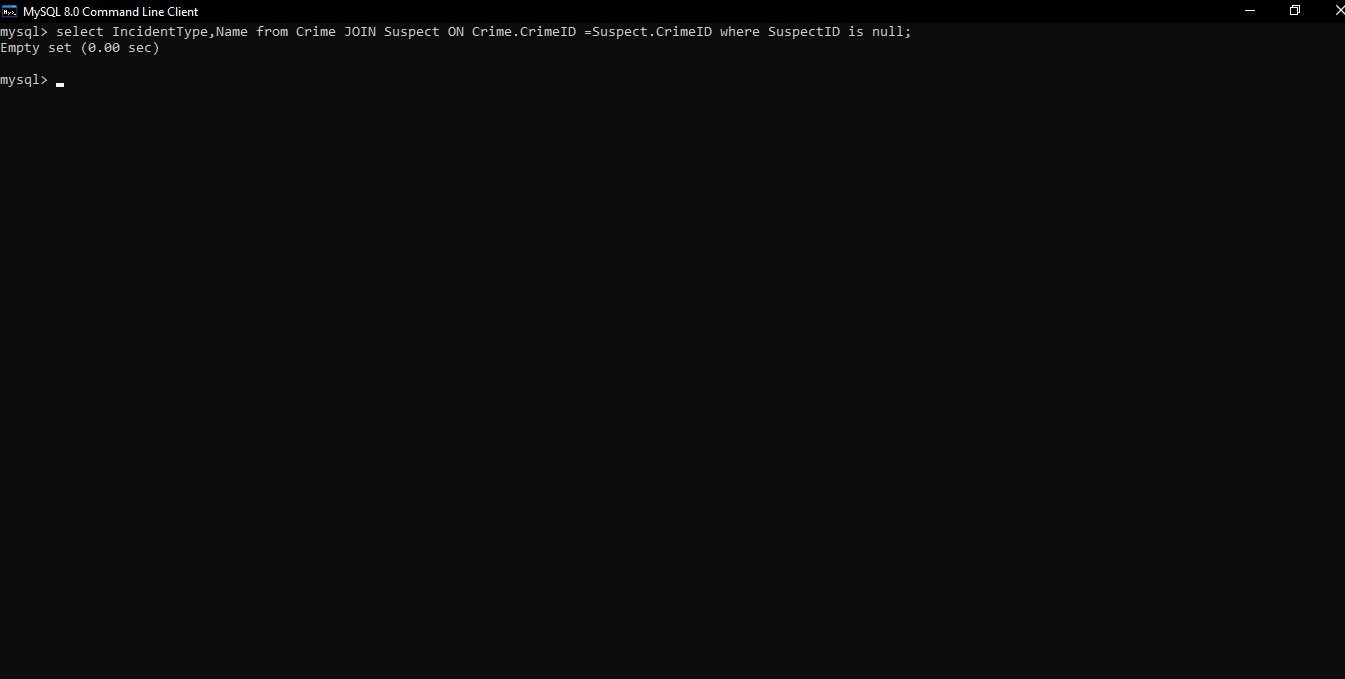 MySQL 8.0 Command Line Client
mysql> select IncidentType,Name from Crime JOIN Suspect ON Crime.CrimeID =Suspect.CrimeID where SuspectID is null;
Empty set (0.00 sec)
mysql>